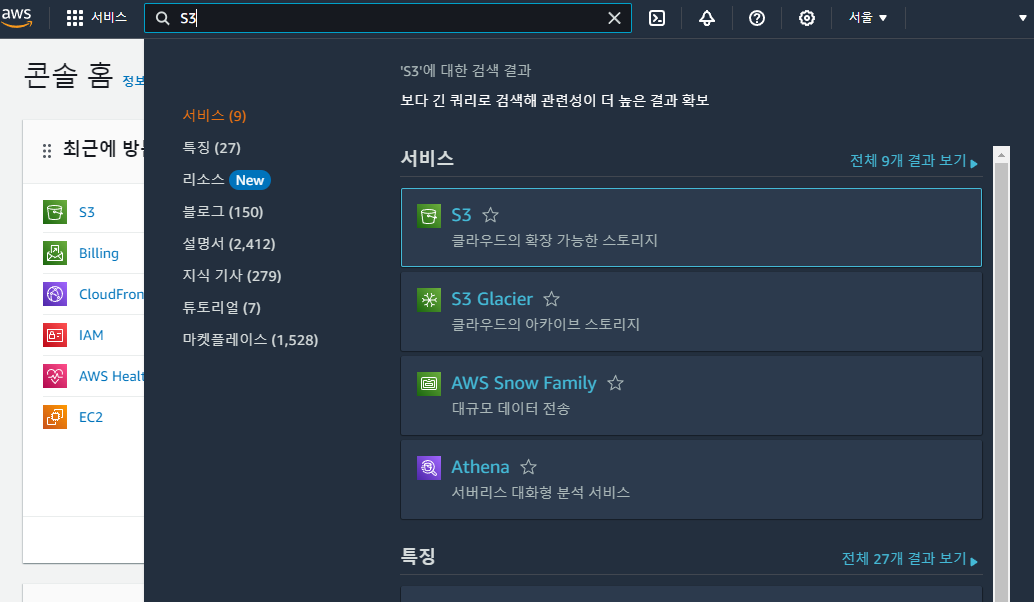 aws
서비스
S3
서울
콘솔 홈 정보
최근에 방
S3
Billing
CloudFron
IAM
AWS Healt
EC2
서비스 (9)
특징 (27)
리소스 New
블로그 (150)
설명서 (2,412)
지식 기사 (279)
튜토리얼 (7)
마켓플레이스 (1,528)
'S3'에 대한 검색 결과
보다 긴 쿼리로 검색해 관련성이 더 높은 결과 확보
서비스
전체 9개 결과 보기
S3
클라우드의 확장 가능한 스토리지
S3 Glacier
클라우드의 아카이브 스토리지
AWS Snow Family
대규모 데이터 전송
Athena
서버리스 대화형 분석 서비스
특징
전체 27개 결과 보기